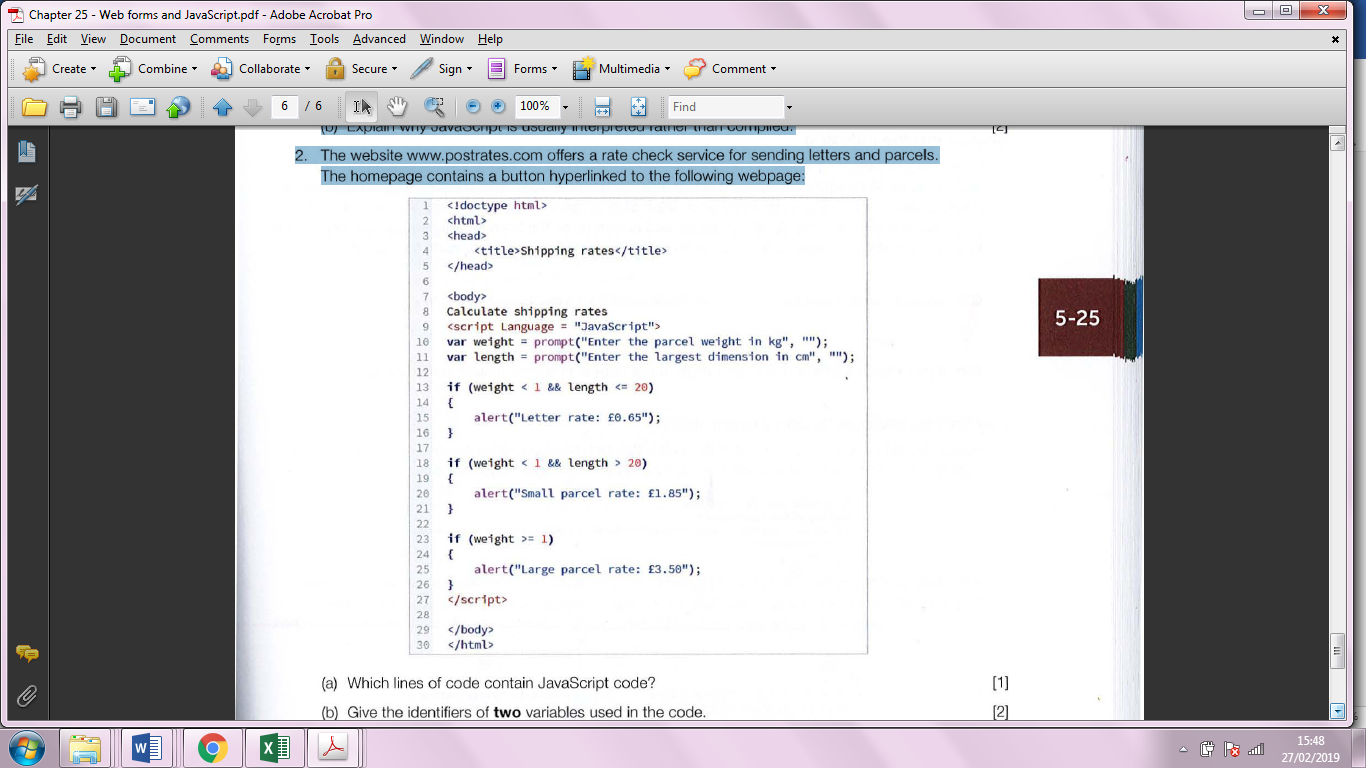 Chapter 25 - Web forms and JavaScript.pdf - Adobe Acrobat Pro
File Edit View Document Comments Forms Tools Advanced Window Help
Create Combine Collaborate Secure Sign Forms Multimedia Comment
6 / 6 100% Find
(b) Explain why JavaScript is usually interpreted rather than compiled. [2]
2. The website www.postrates.com offers a rate check service for sending letters and parcels.
The homepage contains a button hyperlinked to the following webpage:
1 <!doctype html>
2 <html>
3 <head>
4 <title>Shipping rates</title>
5 </head>
6
7 <body>
8 Calculate shipping rates
9 <script Language = "JavaScript">
10 var weight = prompt("Enter the parcel weight in kg", "");
11 var length = prompt("Enter the largest dimension in cm", "");
12
13 if (weight < 1 && length <= 20)
14 {
15 alert("Letter rate: £0.65");
16 }
17
18 if (weight < 1 && length > 20)
19 {
20 alert("Small parcel rate: £1.85");
21 }
22
23 if (weight >= 1)
24 {
25 alert("Large parcel rate: £3.50");
26 }
27 </script>
28
29 </body>
30 </html>
5-25
(a) Which lines of code contain JavaScript code? [1]
(b) Give the identifiers of two variables used in the code. [2]
15:48
27/02/2019